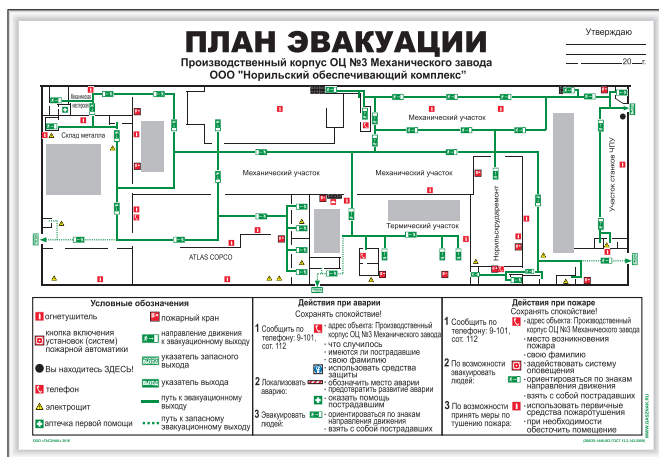 ПЛАН ЭВАКУАЦИИ
Производственный корпус ОЦ №3 Механического завода
ООО "Норильский обеспечивающий комплекс"
Утверждаю
20 г.
Механическая мастерская
Склад металла
Механический участок
Механический участок
Механический участок
Термический участок
Норильскрударемонт
Участок станков ЧПУ
ATLAS COPCO
Условные обозначения
огнетушитель
кнопка включения
установок (систем)
пожарной автоматики
Вы находитесь ЗДЕСЬ!
телефон
электрощит
аптечка первой помощи
пожарный кран
направление движения
к эвакуационному выходу
указатель запасного
выхода
указатель выхода
путь к эвакуационному
выходу
путь к запасному
эвакуационному выходу
Действия при аварии
Сохранять спокойствие!
1 Сообщить по
телефону: 9-101,
сот. 112
- адрес объекта: Производственный
корпус ОЦ №3 Механического завода
- что случилось
- имеются ли пострадавшие
- свою фамилию
использовать средства
защиты
2 Локализовать
аварию:
- обозначить место аварии
- предотвратить развитие аварии
- оказать помощь
пострадавшим
3 Эвакуировать
людей:
- ориентироваться по знакам
направления движения
- взять с собой пострадавших
Действия при пожаре
Сохранять спокойствие!
1 Сообщить по
телефону: 9-101,
сот. 112
- адрес объекта: Производственный
корпус ОЦ №3 Механического завода
- место возникновения
пожара
- свою фамилию
2 По возможности
эвакуировать
людей:
- задействовать систему
оповещения
- ориентироваться по знакам
направления движения
- взять с собой пострадавших
3 По возможности
принять меры по
тушению пожара:
- использовать первичные
средства пожаротушения
- при необходимости
обесточить помещение
WWW.GASZNAK.RU